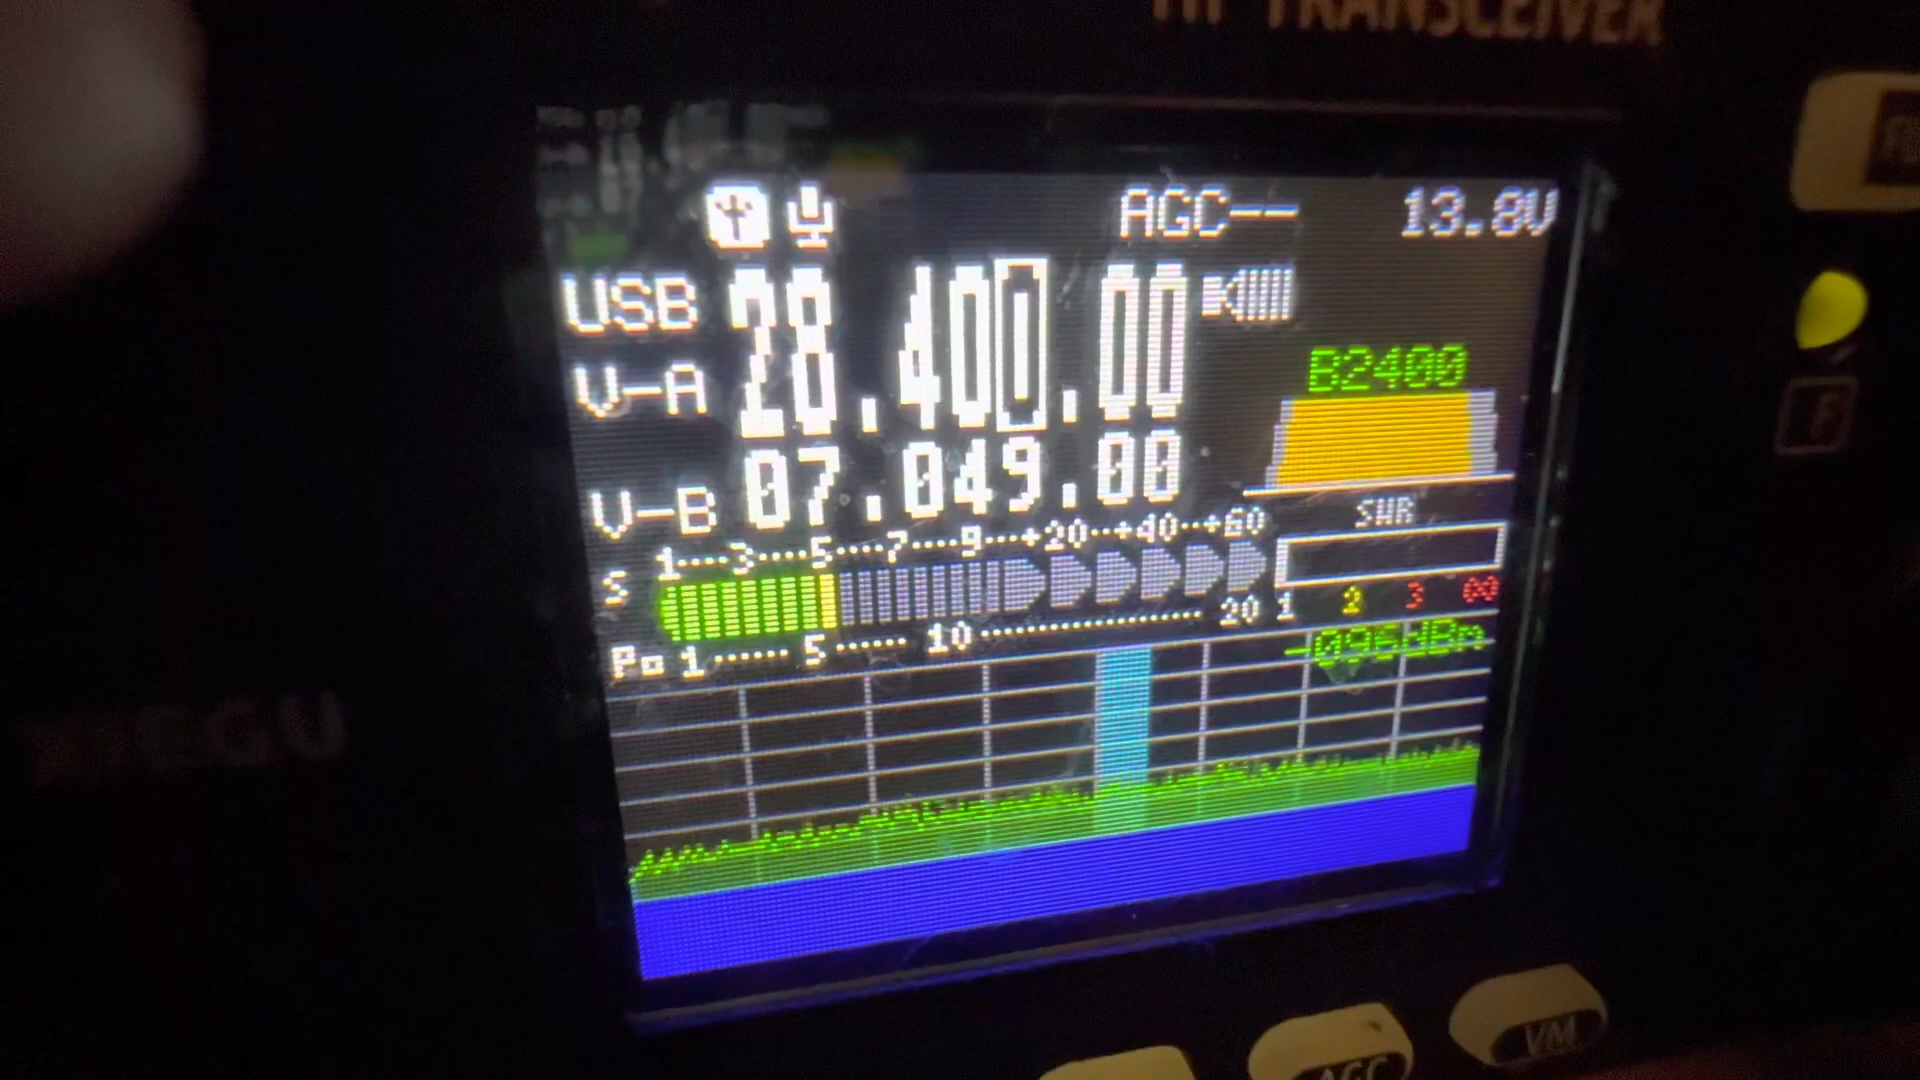 HF TRANSCEIVER
AGC-- 13.8V
USB
V-A 28.400.00
B2400
V-B 07.049.00
SWR
S 1 3 5 7 9 +20 +40 +60
1 2 3 ∞
Po 1 5 10 20
-096dBm
AGC VM